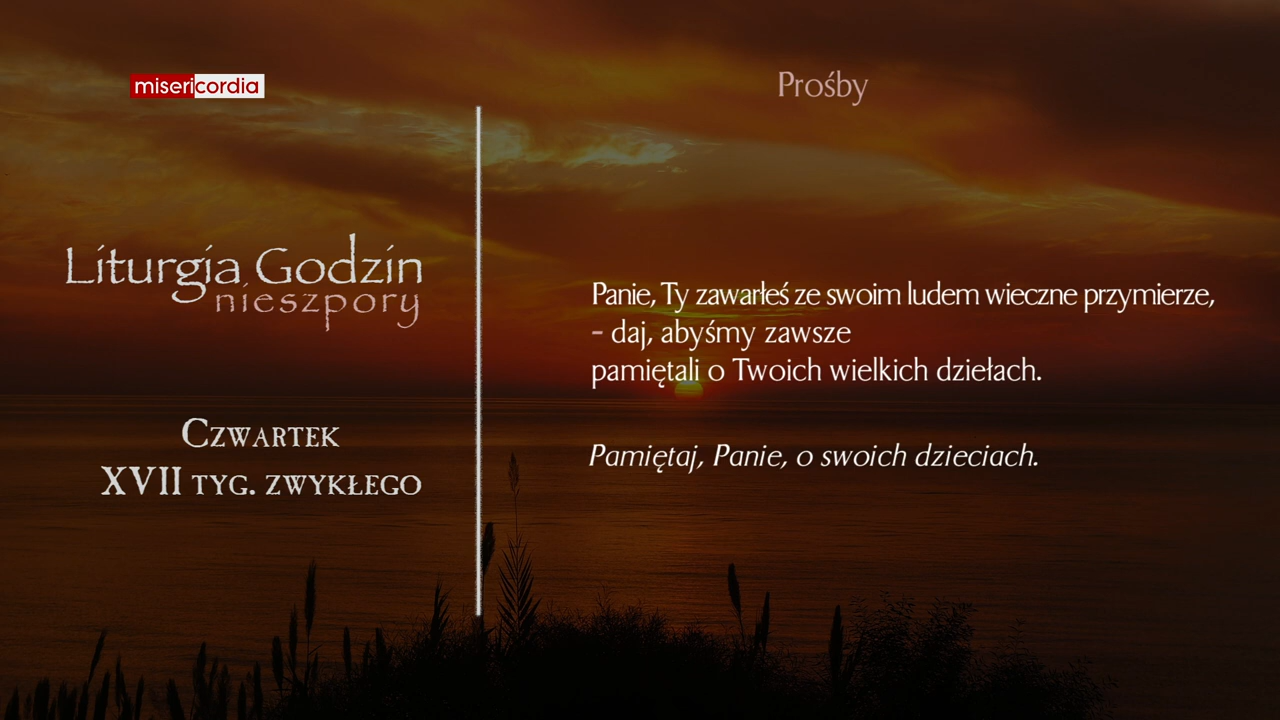 misericordia
Prośby
Liturgia Godzin
nieszpory
Panie, Ty zawarłeś ze swoim ludem wieczne przymierze,
- daj, abyśmy zawsze
pamiętali o Twoich wielkich dziełach.
Czwartek
XVII tyg. zwykłego
Pamiętaj, Panie, o swoich dzieciach.